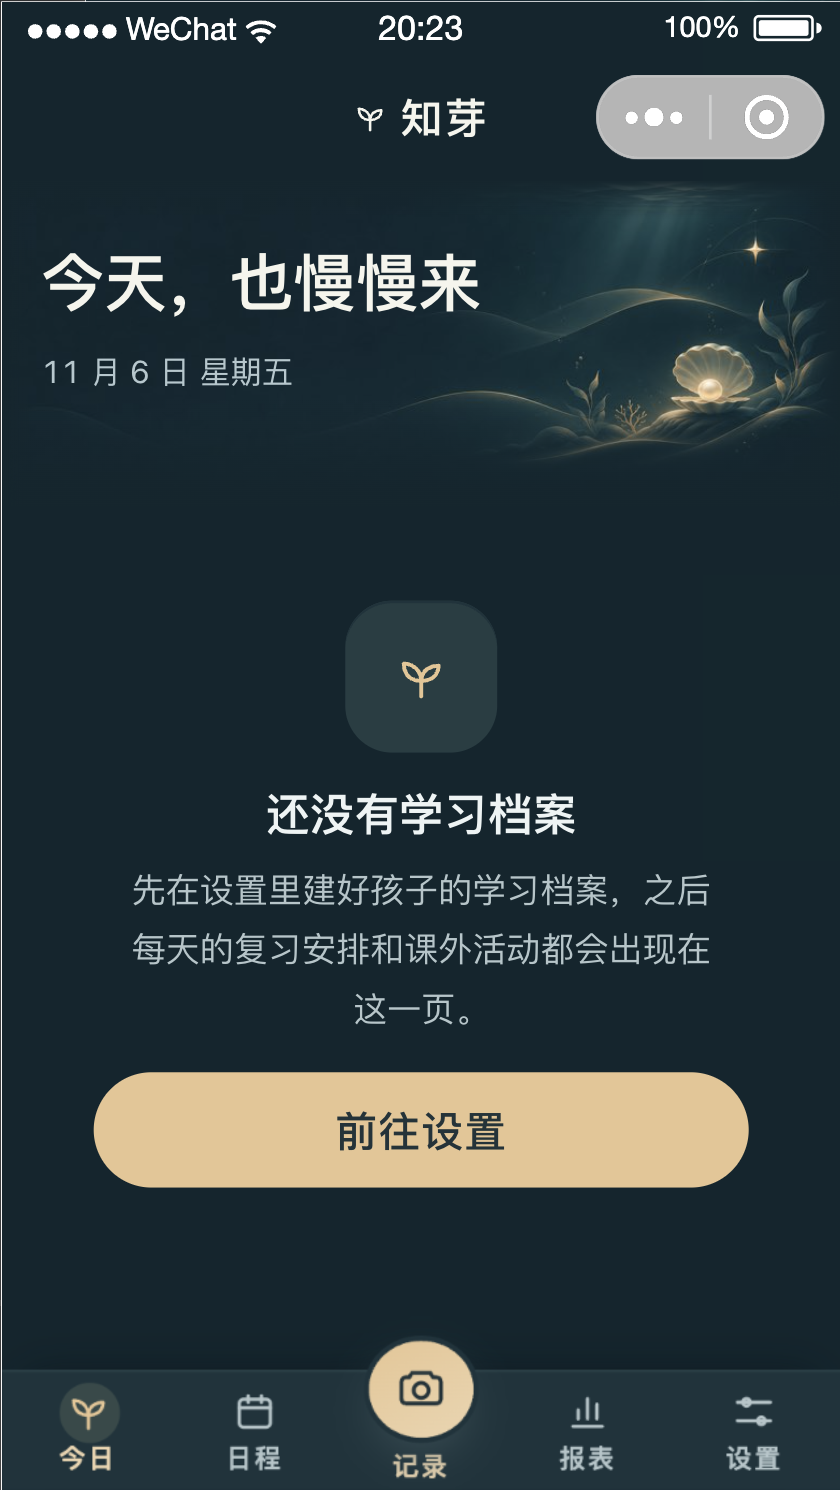 WeChat 20:23 100%
知芽
今天，也慢慢来
11 月 6 日 星期五
还没有学习档案
先在设置里建好孩子的学习档案，之后
每天的复习安排和课外活动都会出现在
这一页。
前往设置
今日 日程 记录 报表 设置